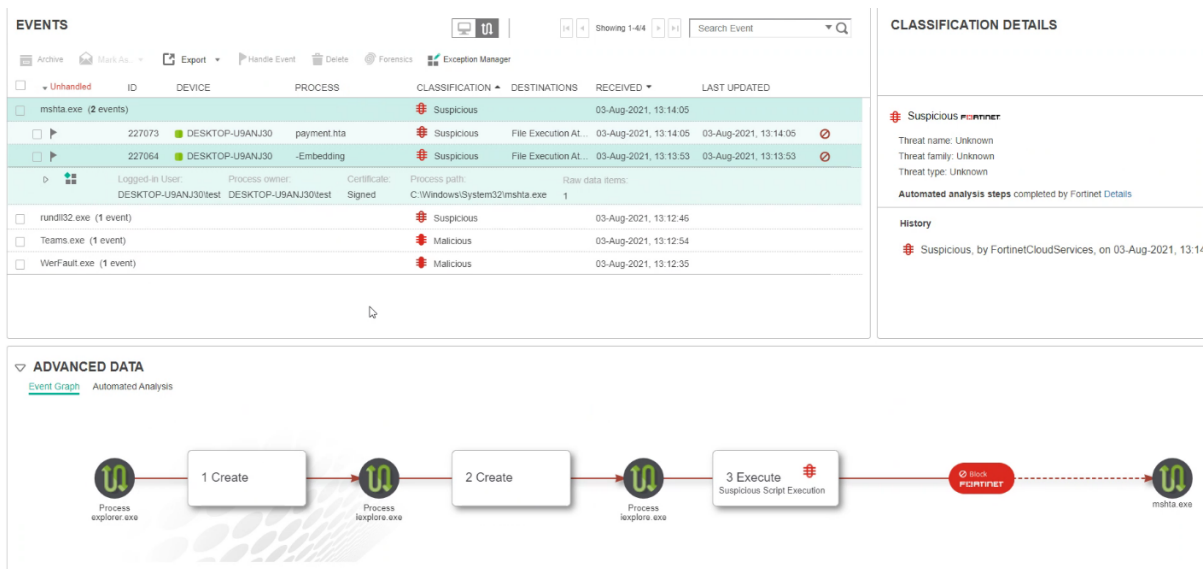 EVENTS
Showing 1-4/4
Search Event
Archive Mark As... Export Handle Event Delete Forensics Exception Manager
Unhandled ID DEVICE PROCESS CLASSIFICATION DESTINATIONS RECEIVED LAST UPDATED
mshta.exe (2 events) Suspicious 03-Aug-2021, 13:14:05
227073 DESKTOP-U9ANJ30 payment.hta Suspicious File Execution At... 03-Aug-2021, 13:14:05 03-Aug-2021, 13:14:05
227064 DESKTOP-U9ANJ30 -Embedding Suspicious File Execution At... 03-Aug-2021, 13:13:53 03-Aug-2021, 13:13:53
Logged-in User: Process owner: Certificate: Process path: Raw data items:
DESKTOP-U9ANJ30\test DESKTOP-U9ANJ30\test Signed C:\Windows\System32\mshta.exe 1
rundll32.exe (1 event) Suspicious 03-Aug-2021, 13:12:46
Teams.exe (1 event) Malicious 03-Aug-2021, 13:12:54
WerFault.exe (1 event) Malicious 03-Aug-2021, 13:12:35
CLASSIFICATION DETAILS
Suspicious FORTINET
Threat name: Unknown
Threat family: Unknown
Threat type: Unknown
Automated analysis steps completed by Fortinet Details
History
Suspicious, by FortinetCloudServices, on 03-Aug-2021, 13:14
ADVANCED DATA
Event Graph Automated Analysis
1 Create
2 Create
3 Execute
Suspicious Script Execution
Block
FORTINET
Process
explorer.exe
Process
iexplore.exe
Process
iexplore.exe
mshta.exe